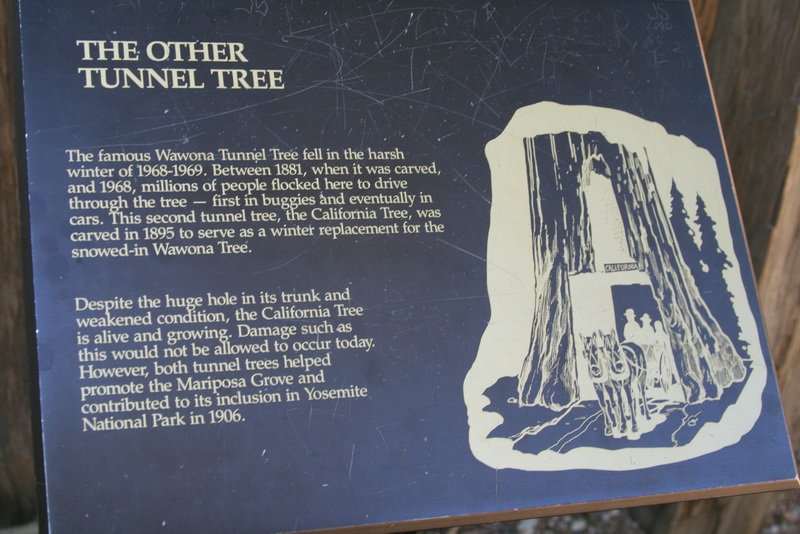 THE OTHER
TUNNEL TREE
The famous Wawona Tunnel Tree fell in the harsh
winter of 1968-1969. Between 1881, when it was carved,
and 1968, millions of people flocked here to drive
through the tree — first in buggies and eventually in
cars. This second tunnel tree, the California Tree, was
carved in 1895 to serve as a winter replacement for the
snowed-in Wawona Tree.
Despite the huge hole in its trunk and
weakened condition, the California Tree
is alive and growing. Damage such as
this would not be allowed to occur today.
However, both tunnel trees helped
promote the Mariposa Grove and
contributed to its inclusion in Yosemite
National Park in 1906.
CALIFORNIA